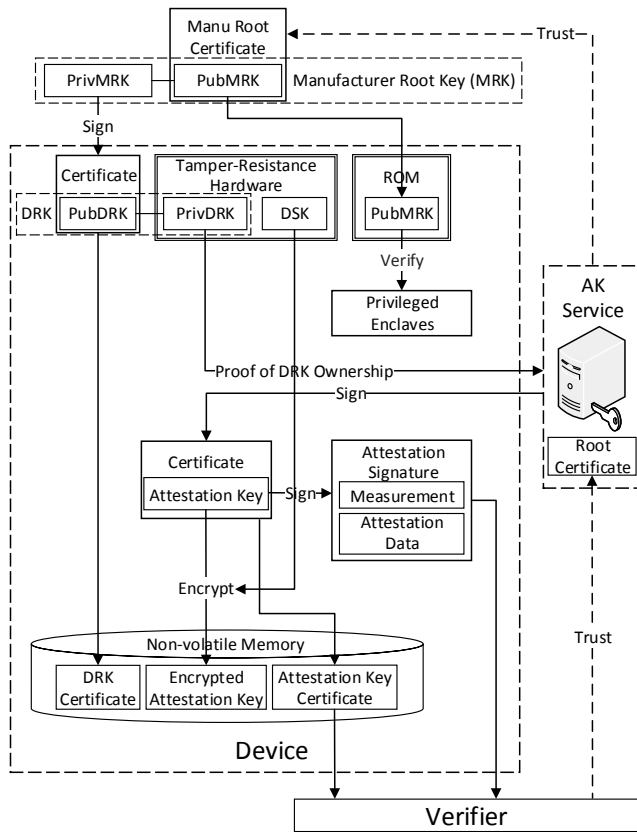 Manu Root
Certificate
Trust
PrivMRK
PubMRK
Manufacturer Root Key (MRK)
Sign
Certificate
Tamper-Resistance
Hardware
ROM
DRK
PubDRK
PrivDRK
DSK
PubMRK
Verify
Privileged
Enclaves
AK
Service
Proof of DRK Ownership
Sign
Root
Certificate
Certificate
Attestation Key
Sign
Attestation
Signature
Measurement
Attestation
Data
Encrypt
Trust
Non-volatile Memory
DRK
Certificate
Encrypted
Attestation Key
Attestation Key
Certificate
Device
Verifier